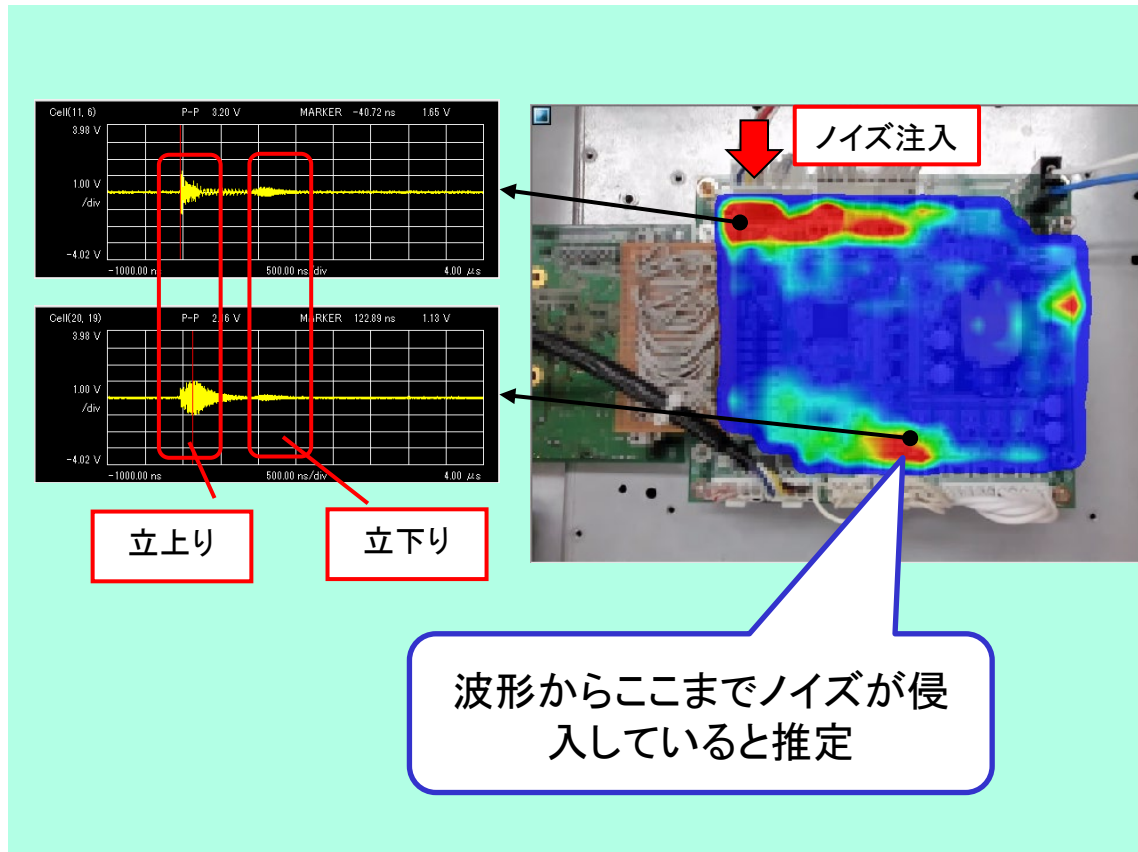 Cell(11, 6) P-P 3.20 V MARKER -40.72 ns 1.65 V
3.98 V
1.00 V
/div
-4.02 V
-1000.00 n 500.00 ns/div 4.00 μs
ノイズ注入
Cell(20, 19) P-P 2. 6 V M RKER 122.89 ns 1.13 V
3.98 V
1.00 V
/div
-4.02 V
-1000.00 ns 500.00 ns/div 4.00 μs
立上り
立下り
波形からここまでノイズが侵
入していると推定